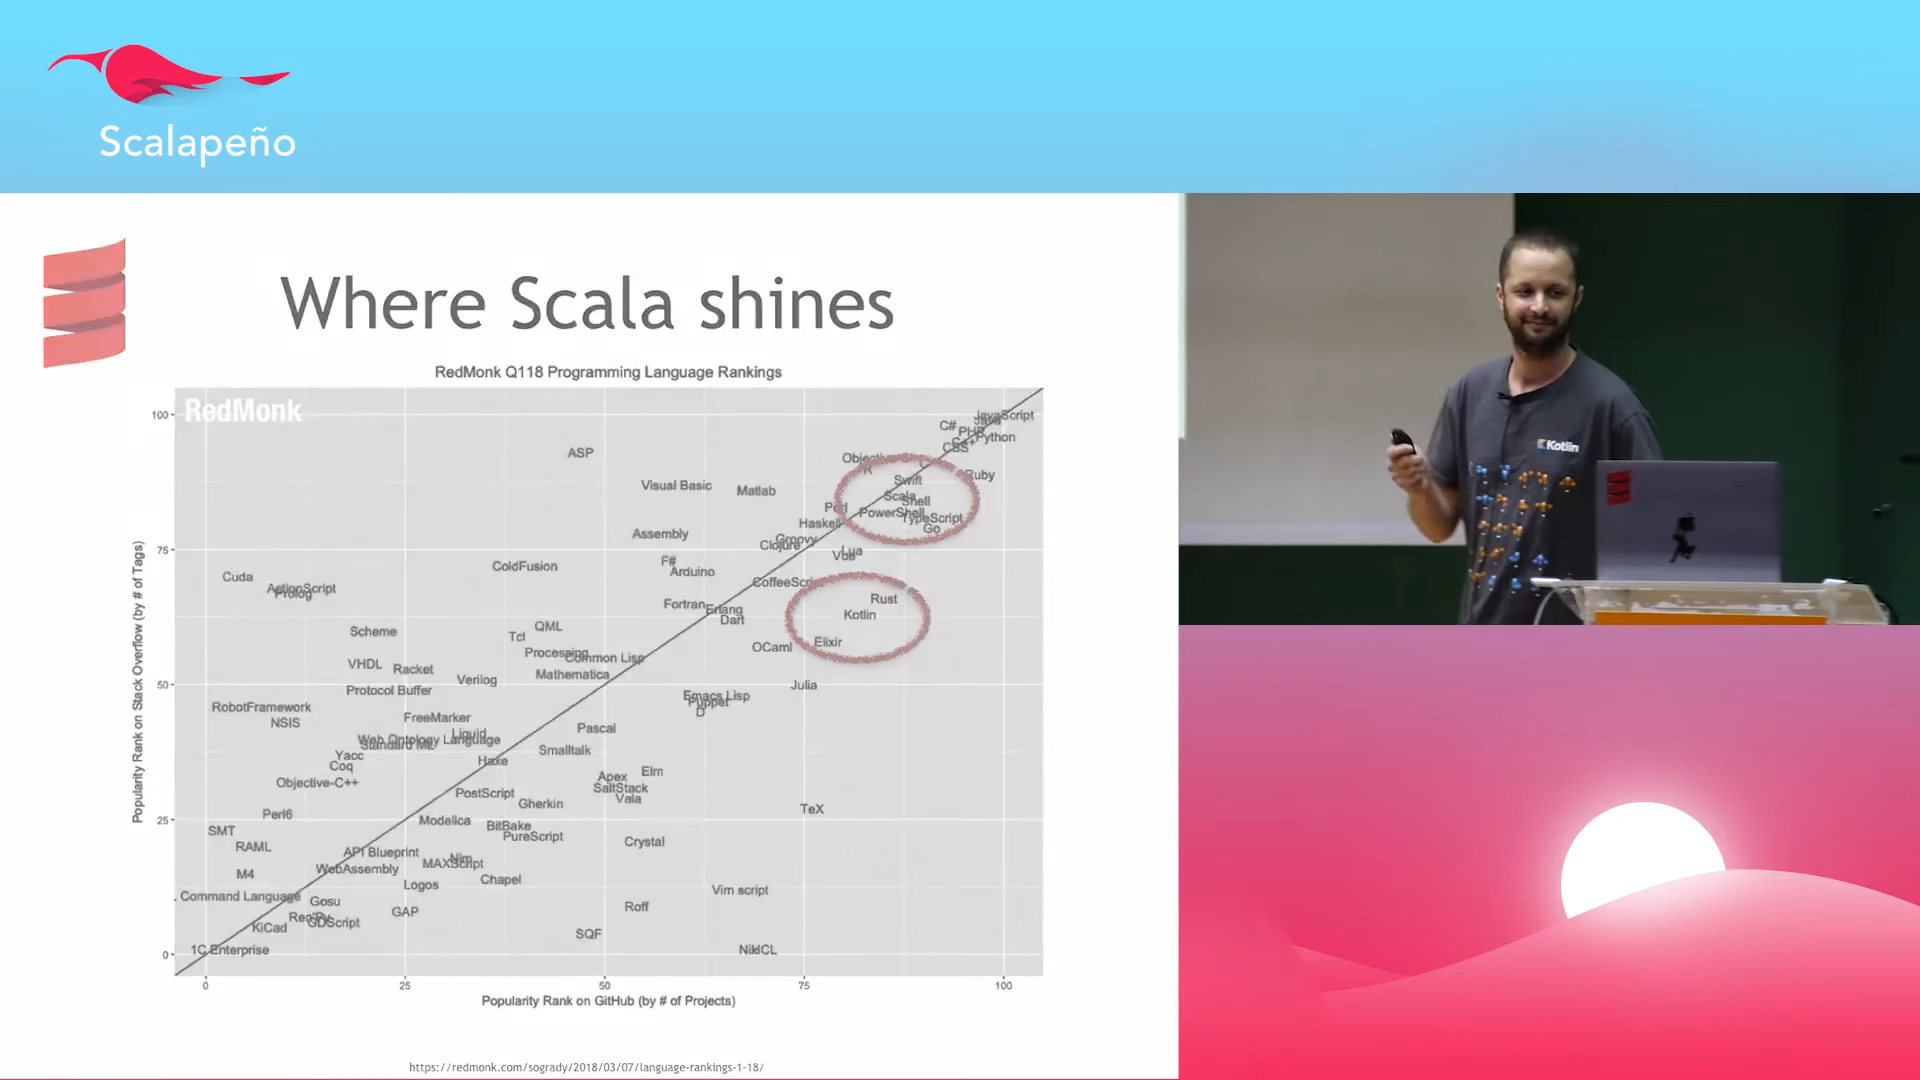 Scalapeño
Where Scala shines
RedMonk Q118 Programming Language Rankings
RedMonk
Popularity Rank on Stack Overflow (by # of Tags)
100
75
50
25
0
JavaScript
Java
C#
PHP
Python
C++
CSS
ASP
Objective-C
R
Ruby
Swift
Visual Basic
Matlab
Scala
Shell
Perl
PowerShell
TypeScript
Haskell
Go
Assembly
Groovy
Clojure
Lua
F#
ColdFusion
Arduino
Cuda
CoffeeScript
ActionScript
Prolog
Rust
Fortran
Erlang
Kotlin
Dart
Scheme
QML
Tcl
Elixir
OCaml
Processing
Common Lisp
VHDL
Racket
Mathematica
Verilog
Julia
Protocol Buffer
Emacs Lisp
Puppet
D
RobotFramework
NSIS
FreeMarker
Pascal
Liquid
Web Ontology Language
Standard ML
Smalltalk
Yacc
Haxe
Coq
Elm
Apex
Objective-C++
SaltStack
PostScript
Vala
Gherkin
TeX
Perl6
Modelica
BitBake
SMT
PureScript
Crystal
RAML
API Blueprint
Nim
MAXScript
WebAssembly
M4
Chapel
Logos
Vim script
Command Language
Gosu
Roff
GAP
Ren'Py
GDScript
KiCad
SQF
1C Enterprise
0
25
50
75
100
Popularity Rank on GitHub (by # of Projects)
https://redmonk.com/sogrady/2018/03/07/language-rankings-1-18/
Kotlin